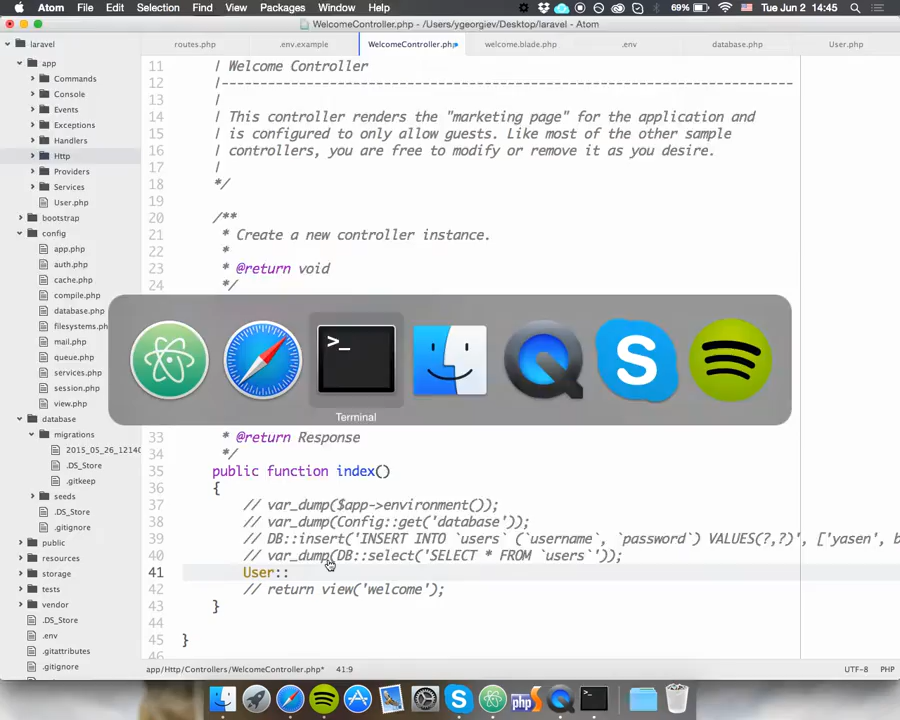 Atom File Edit Selection Find View Packages Window Help 69% Tue Jun 2 14:45
WelcomeController.php - /Users/ygeorgiev/Desktop/laravel - Atom
laravel
app
Commands
Console
Events
Exceptions
Handlers
Http
Providers
Services
User.php
bootstrap
config
app.php
auth.php
cache.php
compile.php
database.php
filesystems.php
mail.php
queue.php
services.php
session.php
view.php
database
migrations
2015_05_26_12140
.DS_Store
.gitkeep
seeds
.DS_Store
.gitignore
public
resources
storage
tests
vendor
.DS_Store
.env
.gitattributes
.gitignore
routes.php .env.example WelcomeController.php welcome.blade.php .env database.php User.php
11 | Welcome Controller
12 |--------------------------------------------------------------------------
13 |
14 | This controller renders the "marketing page" for the application and
15 | is configured to only allow guests. Like most of the other sample
16 | controllers, you are free to modify or remove it as you desire.
17 |
18 */
19
20 /**
21 * Create a new controller instance.
22 *
23 * @return void
24 */
>_
Terminal
33 * @return Response
34 */
35 public function index()
36 {
37 // var_dump($app->environment());
38 // var_dump(Config::get('database'));
39 // DB::insert('INSERT INTO `users` (`username`, `password`) VALUES(?,?)', ['yasen', b
40 // var_dump(DB::select('SELECT * FROM `users`'));
41 User::
42 // return view('welcome');
43 }
44
45 }
46
app/Http/Controllers/WelcomeController.php* 41:9 UTF-8 PHP
php